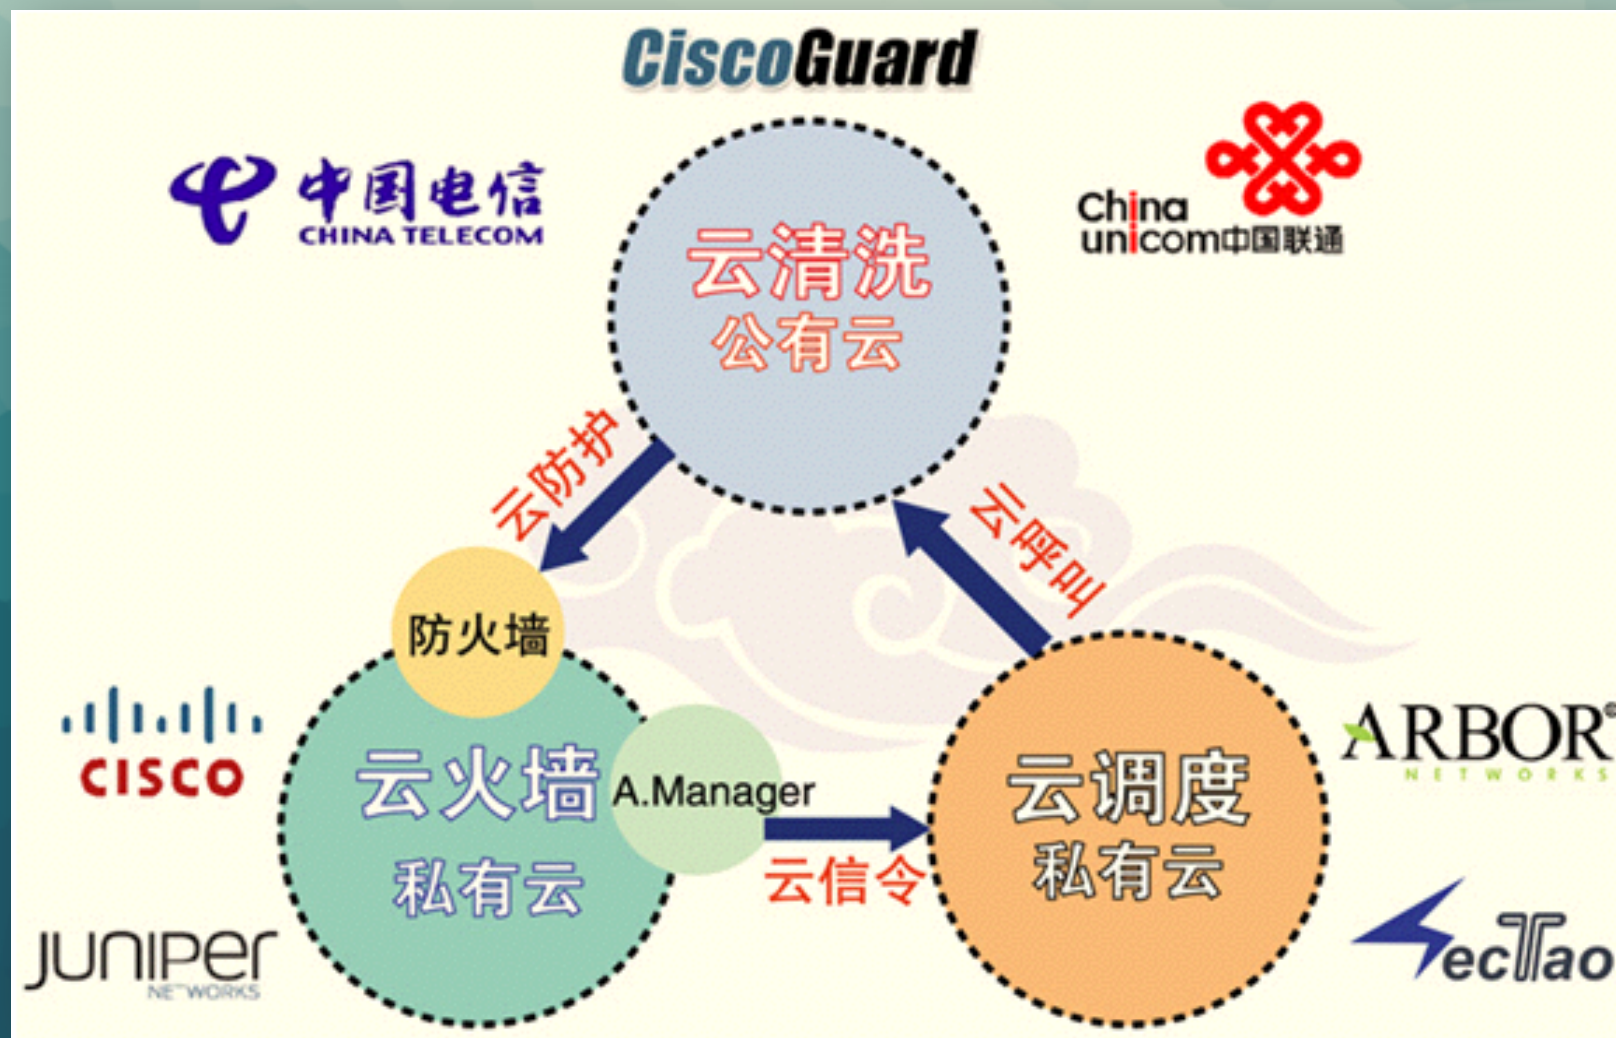 CiscoGuard
中国电信
CHINA TELECOM
China
unicom中国联通
云清洗
公有云
云防护
云呼叫
防火墙
CISCO
云火墙
私有云
A.Manager
云信令
云调度
私有云
ARBOR
NETWORKS
JUNIPer
NETWORKS
SecTao